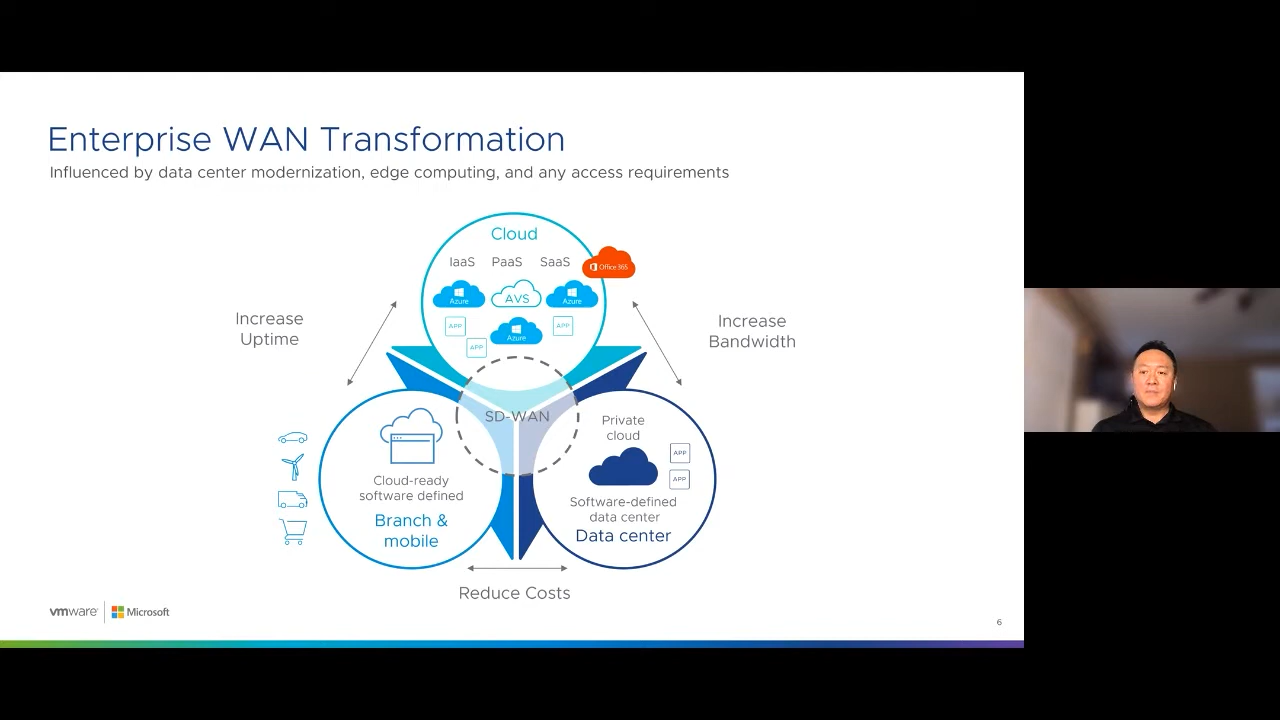 Enterprise WAN Transformation
Influenced by data center modernization, edge computing, and any access requirements
Cloud
IaaS PaaS SaaS
Office 365
Azure AVS Azure
APP Azure APP
APP
Increase
Uptime
Increase
Bandwidth
SD-WAN
Cloud-ready
software defined
Branch &
mobile
Private
cloud
APP
APP
Software-defined
data center
Data center
Reduce Costs
vmware Microsoft
6